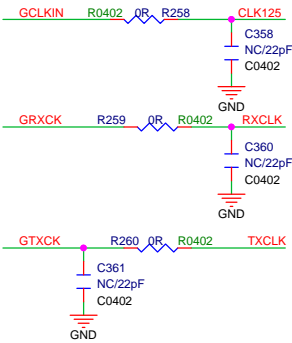 GCLKIN R0402 0R R258 CLK125
C358
NC/22pF
C0402
GND
GRXCK R259 0R R0402 RXCLK
C360
NC/22pF
C0402
GND
GTXCK R260 0R R0402 TXCLK
C361
NC/22pF
C0402
GND